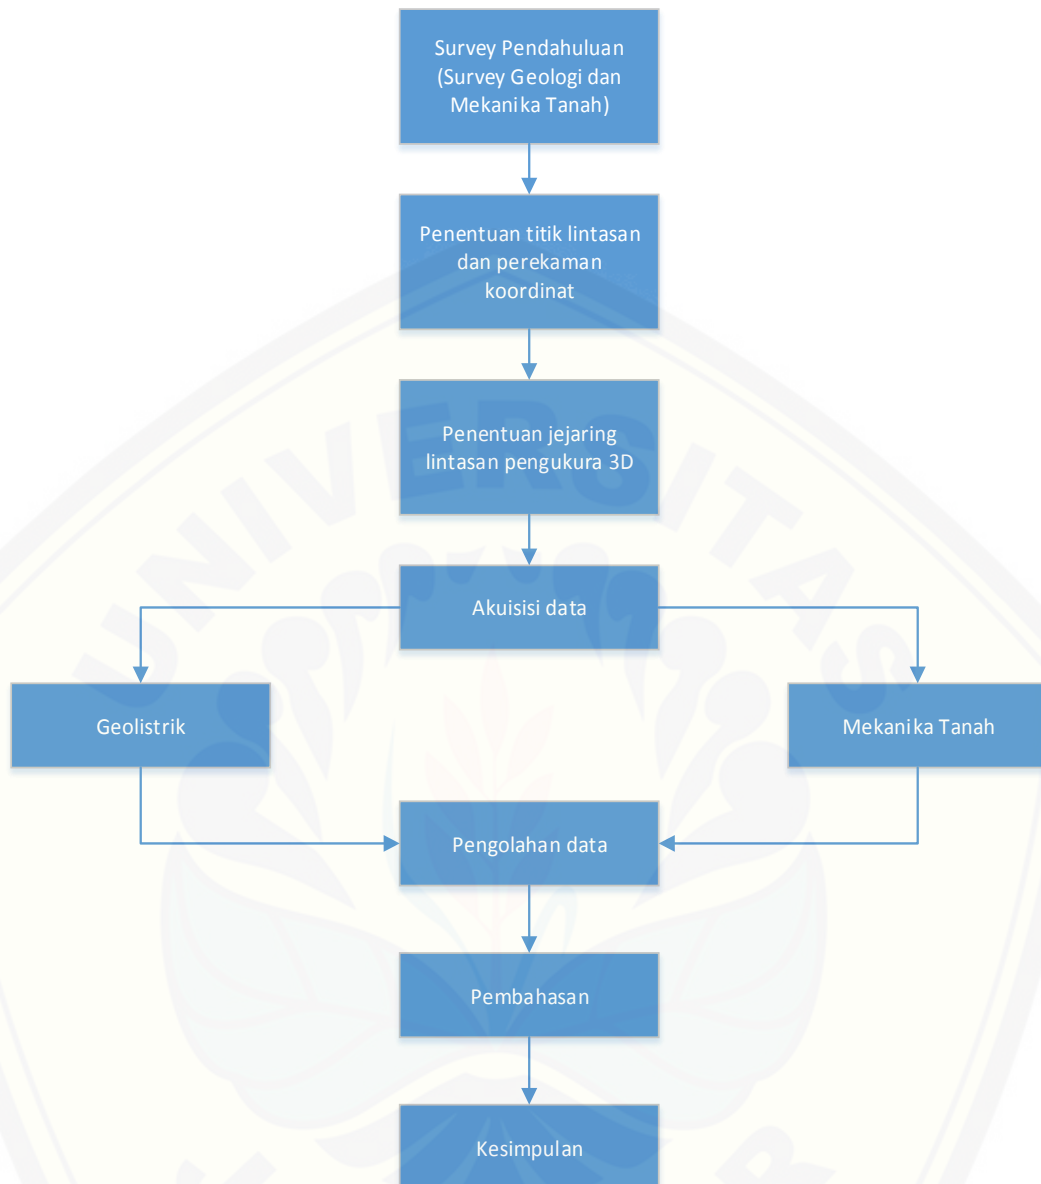 Survey Pendahuluan
(Survey Geologi dan
Mekanika Tanah)
Penentuan titik lintasan
dan perekaman
koordinat
Penentuan jejaring
lintasan pengukura 3D
UNIVERSITAS
Akuisisi data
Geolistrik
Mekanika Tanah
Pengolahan data
Pembahasan
Kesimpulan